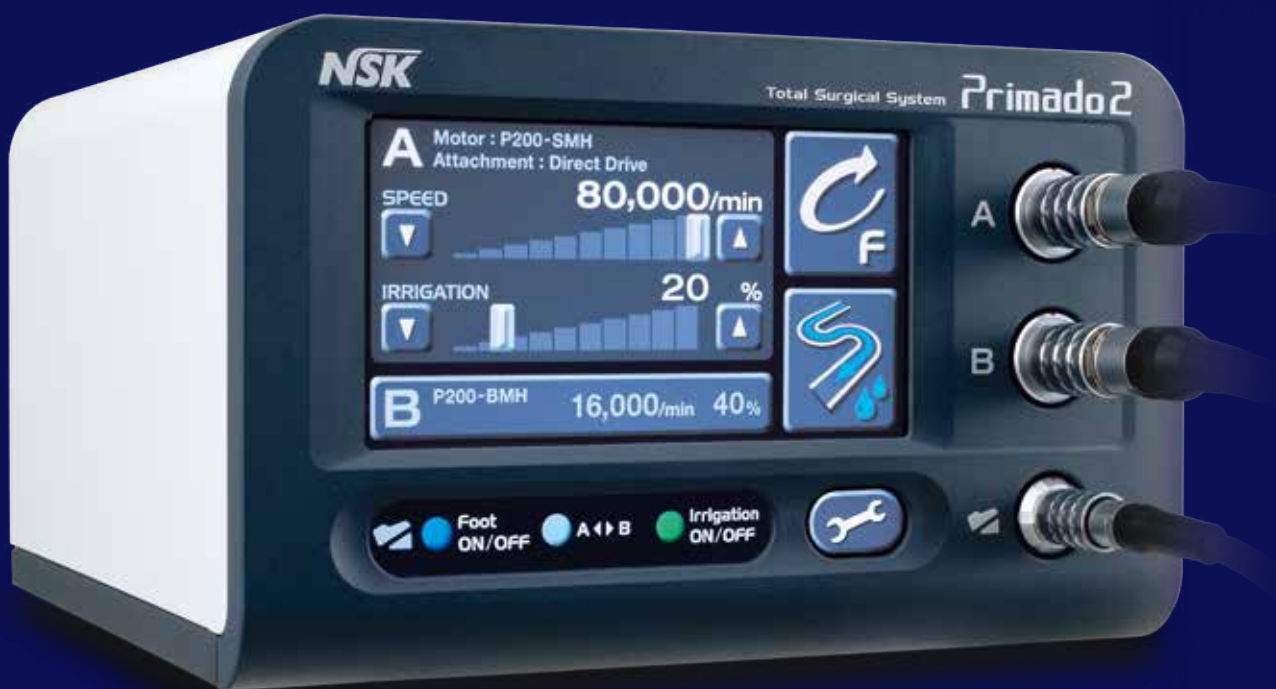 NSK
Total Surgical System Primado2
A Motor : P200-SMH
Attachment : Direct Drive
SPEED 80,000/min
IRRIGATION 20 %
F
B P200-BMH 16,000/min 40%
A
B
Foot
ON/OFF
A B
Irrigation
ON/OFF